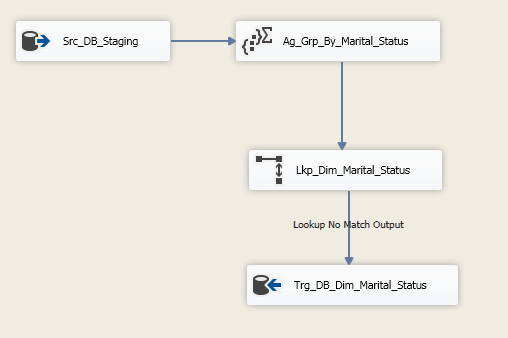 Src_DB_Staging
Ag_Grp_By_Marital_Status
Lkp_Dim_Marital_Status
Lookup No Match Output
Trg_DB_Dim_Marital_Status